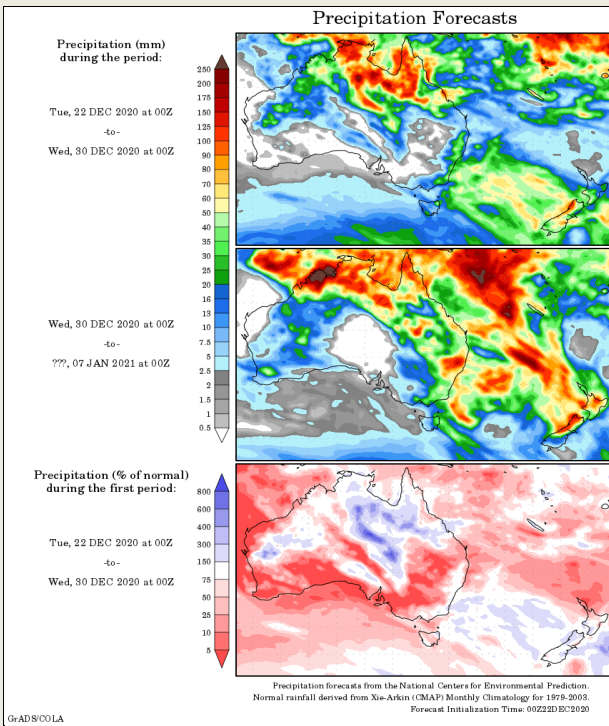 Precipitation Forecasts
Precipitation (mm)
during the period:
Tue, 22 DEC 2020 at 00Z
-to-
Wed, 30 DEC 2020 at 00Z
250
200
175
150
125
100
90
80
70
60
50
40
35
30
25
20
16
13
10
7.5
5
2.5
2
1.5
1
0.5
Wed, 30 DEC 2020 at 00Z
-to-
???, 07 JAN 2021 at 00Z
Precipitation (% of normal)
during the first period:
Tue, 22 DEC 2020 at 00Z
-to-
Wed, 30 DEC 2020 at 00Z
800
600
400
300
150
75
50
25
10
5
Precipitation forecasts from the National Centers for Environmental Prediction.
Normal rainfall derived from Xie-Arkin (CMAP) Monthly Climatology for 1979-2003.
Forecast Initialization Time: 00Z22DEC2020
GrADS/COLA